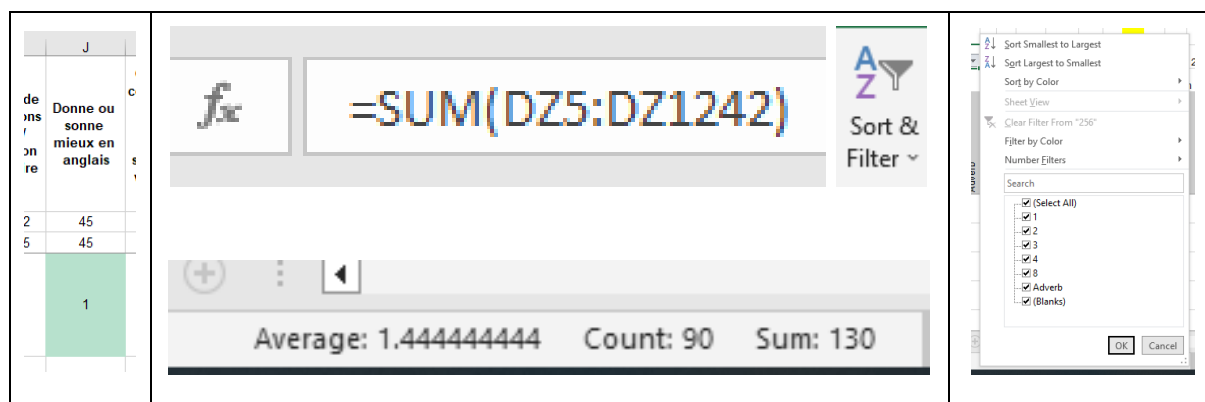 J
de
ons
/
on
re
Donne ou
sonne
mieux en
anglais
c
s
2
45
5
45
1
fx
=SUM(DZ5:DZ1242)
Sort &
Filter
Average: 1.444444444 Count: 90 Sum: 130
Sort Smallest to Largest
Sort Largest to Smallest
Sort by Color
Sheet View
Clear Filter From "256"
Filter by Color
Number Filters
Search
(Select All)
1
2
3
4
8
Adverb
(Blanks)
OK Cancel
Adverb